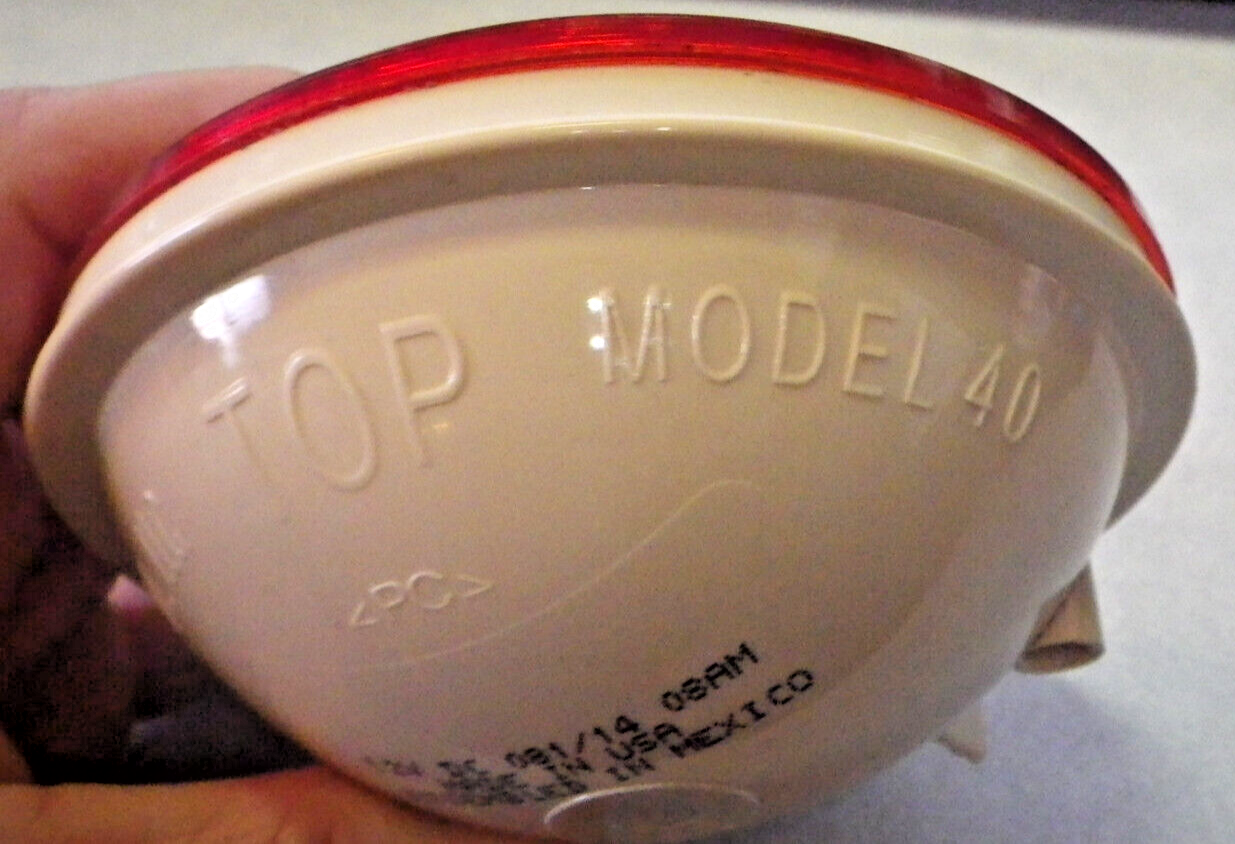 TOP MODEL 40
<PC>
081/14 08AM
IN USA
IN MEXICO